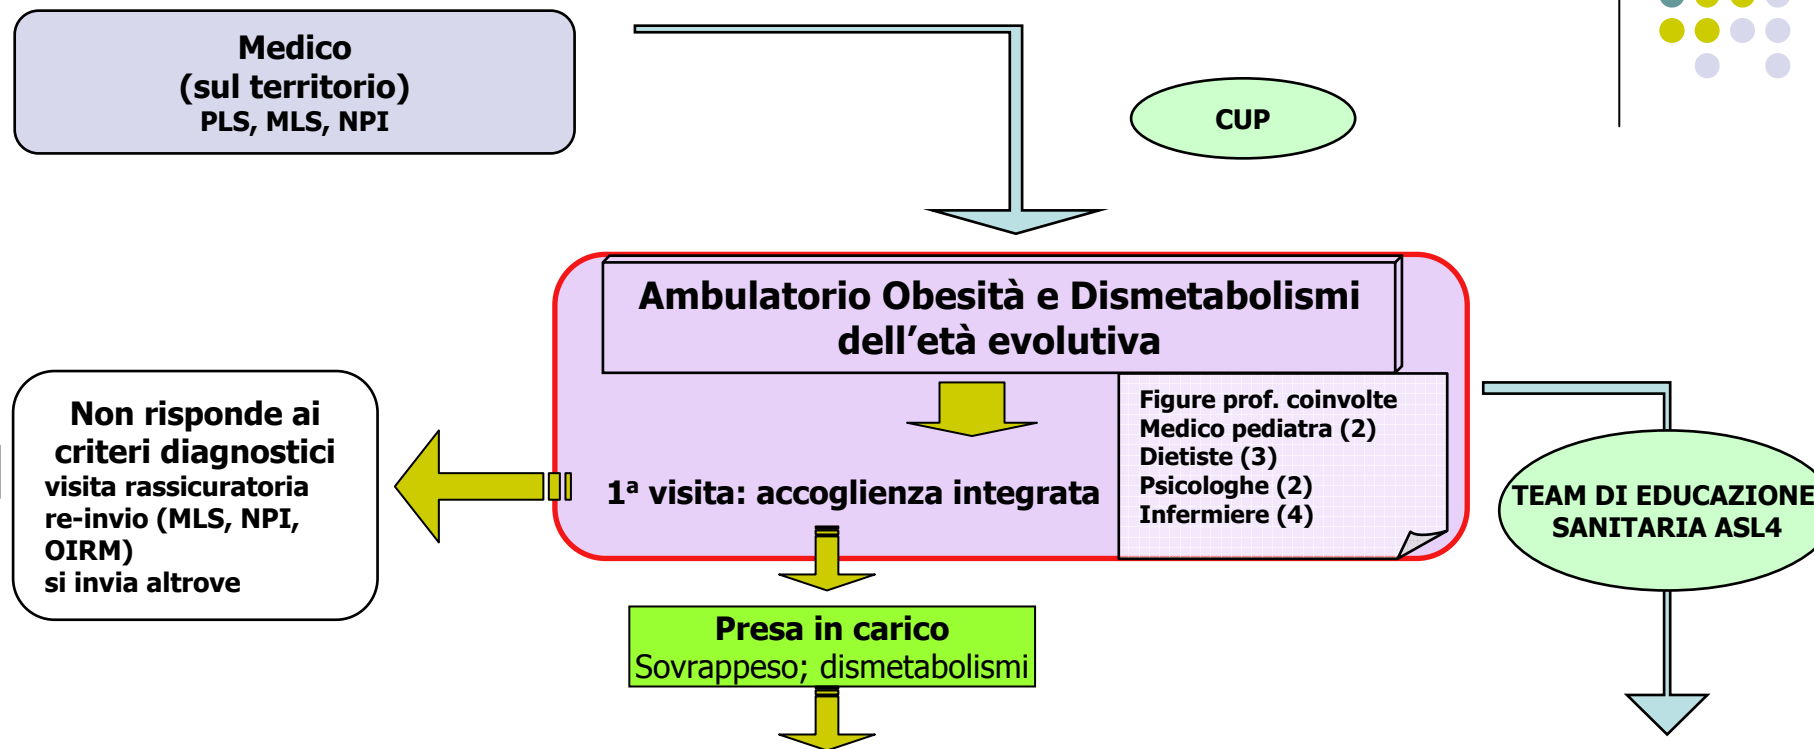 Medico
(sul territorio)
PLS, MLS, NPI
CUP
Ambulatorio Obesità e Dismetabolismi
dell’età evolutiva
Figure prof. coinvolte
Medico pediatra (2)
Dietiste (3)
Psicologhe (2)
Infermiere (4)
1ª visita: accoglienza integrata
Non risponde ai
criteri diagnostici
visita rassicuratoria
re-invio (MLS, NPI,
OIRM)
si invia altrove
TEAM DI EDUCAZIONE
SANITARIA ASL4
Presa in carico
Sovrappeso; dismetabolismi